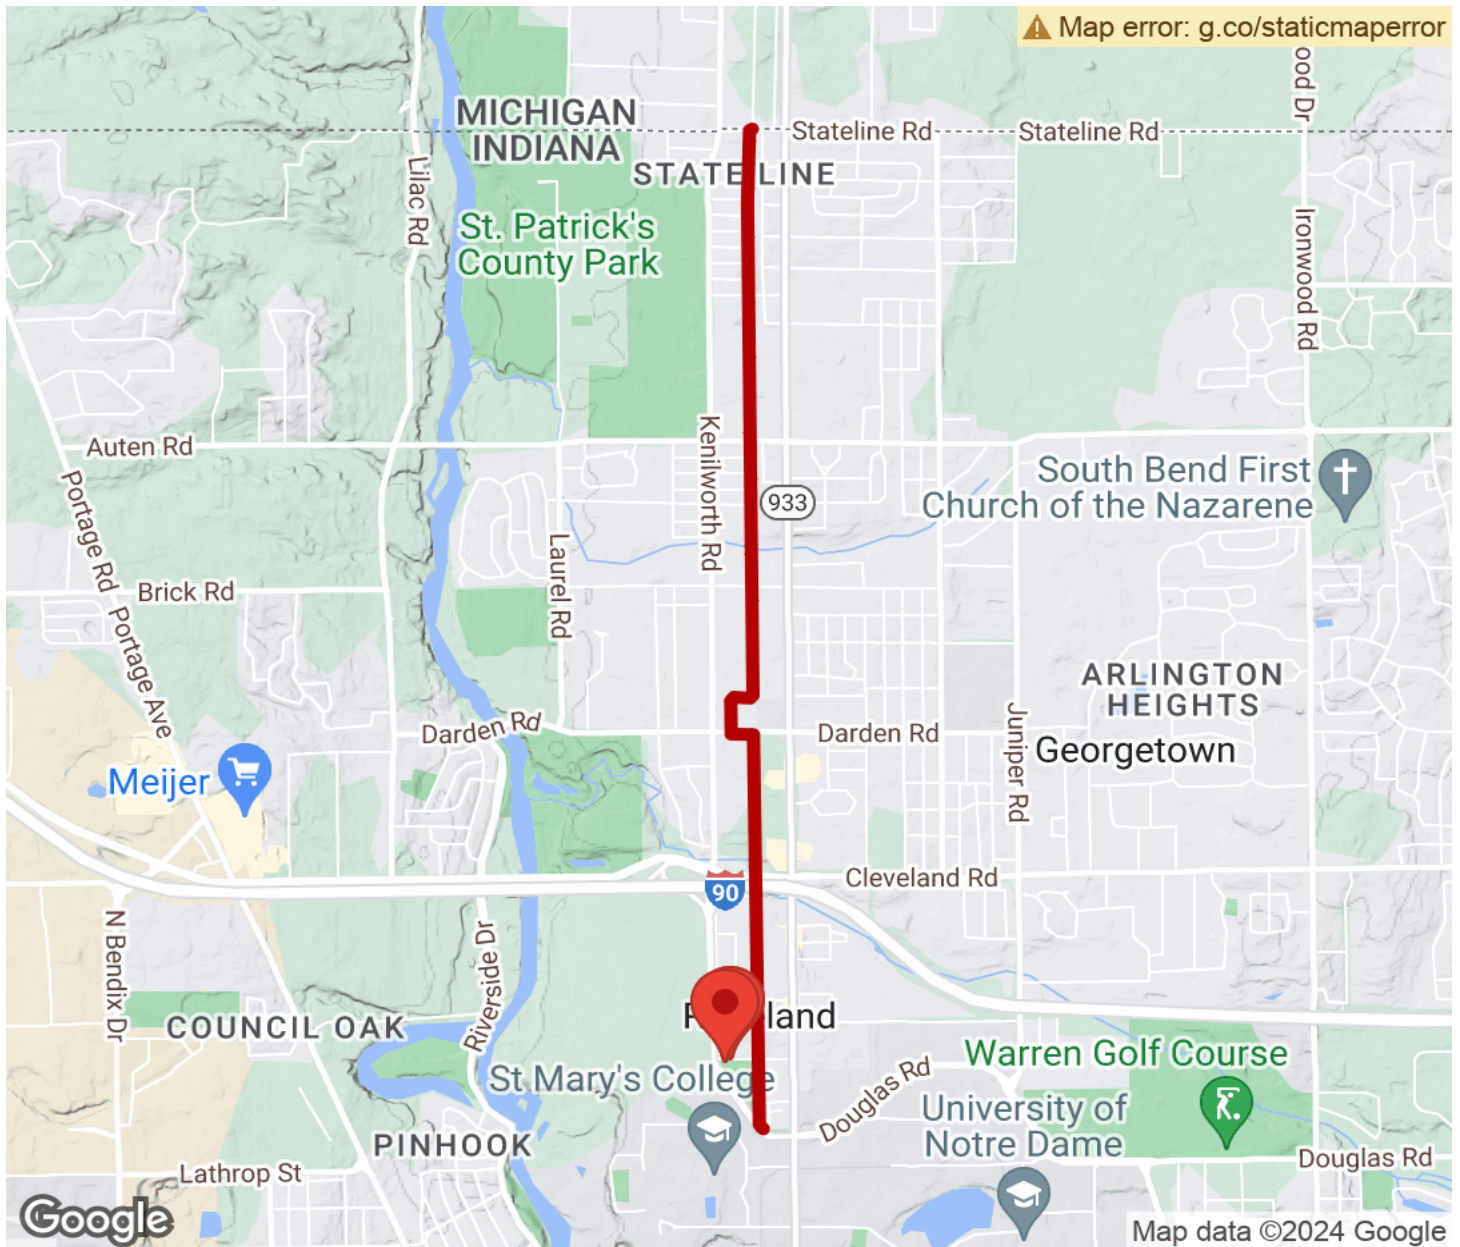 Map error: g.co/staticmaperror
ood Dr
MICHIGAN
INDIANA
Stateline Rd
Stateline Rd
STATE LINE
Lilac Rd
St. Patrick's
County Park
Ironwood Rd
Auten Rd
Kenilworth Rd
South Bend First
Church of the Nazarene
933
Portage Rd
Laurel Rd
Brick Rd
Portage Ave
ARLINGTON
HEIGHTS
Darden Rd
Darden Rd
Juniper Rd
Georgetown
Meijer
Cleveland Rd
90
N Bendix Dr
Riverside Dr
COUNCIL OAK
Warren Golf Course
St Mary's College
Douglas Rd
University of
Notre Dame
PINHOOK
Douglas Rd
Lathrop St
Google
Map data ©2024 Google